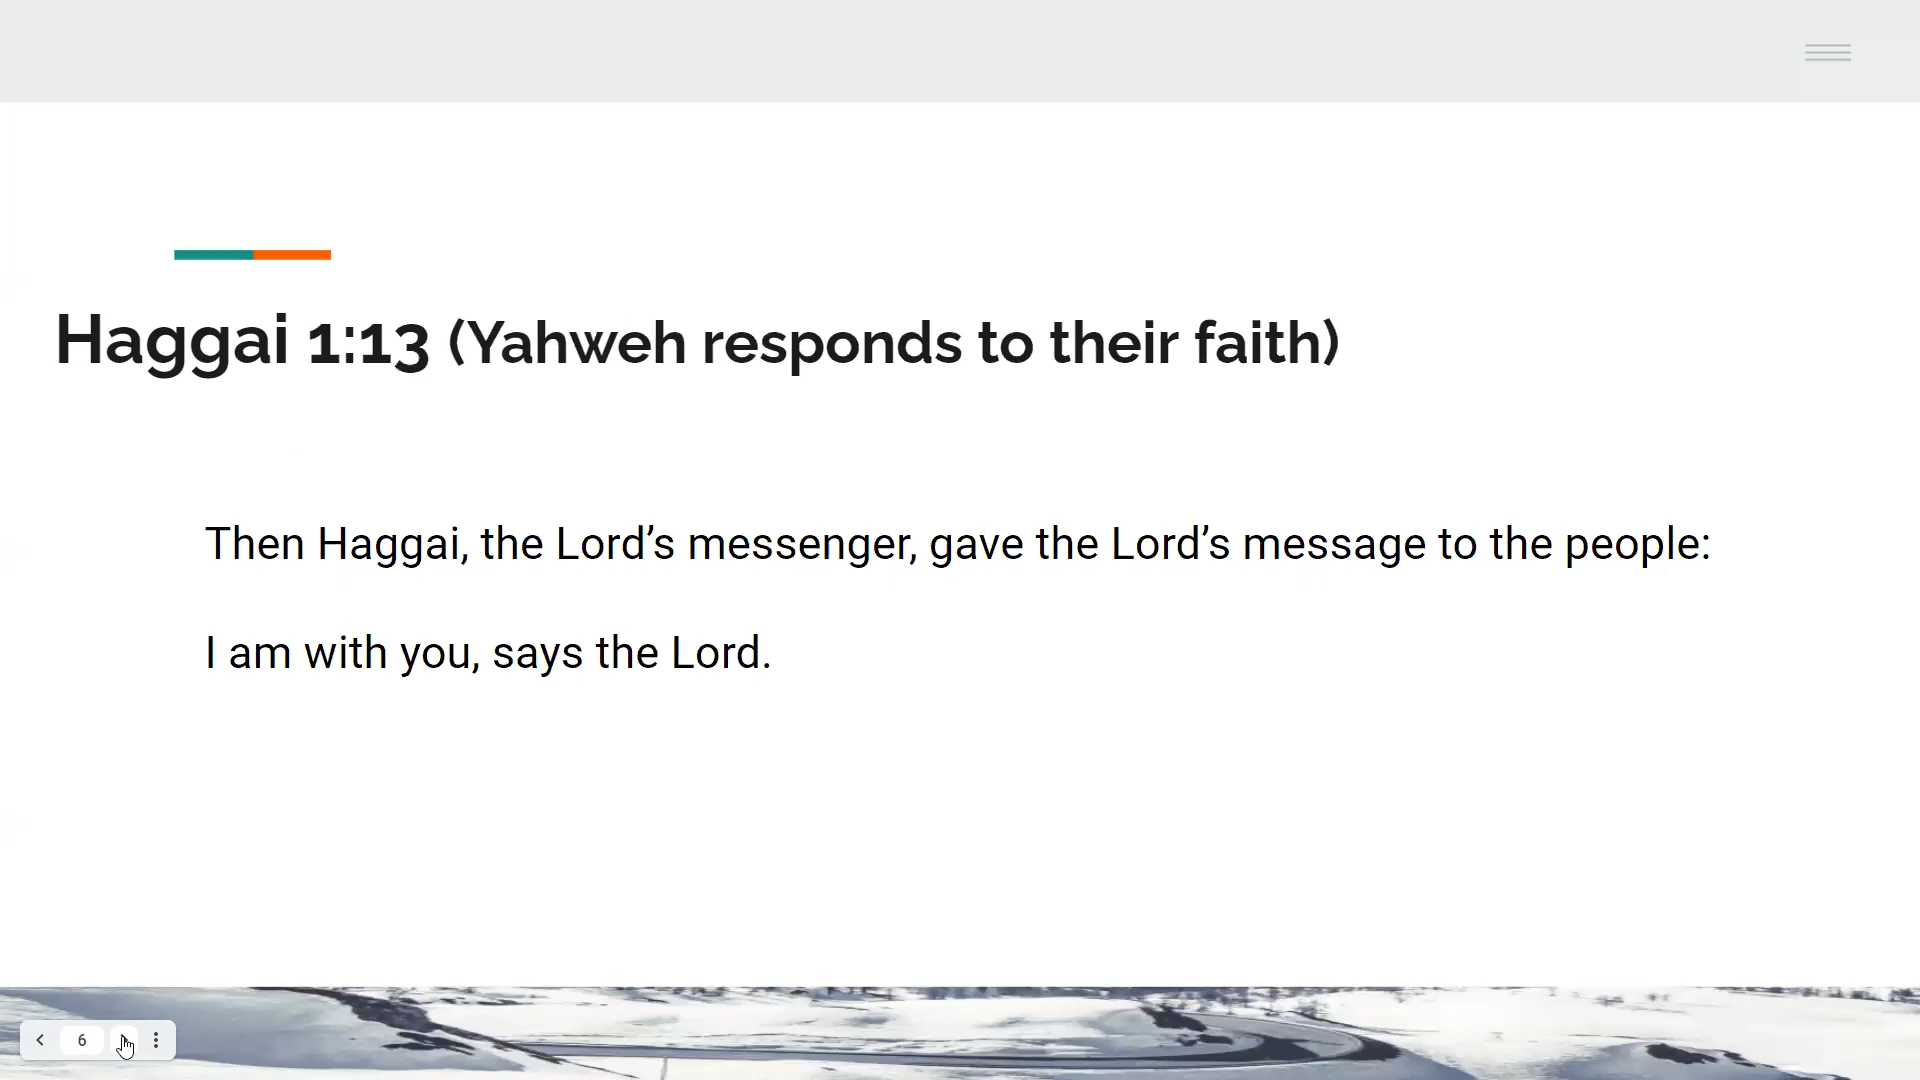 Haggai 1:13 (Yahweh responds to their faith)
Then Haggai, the Lord’s messenger, gave the Lord’s message to the people:
I am with you, says the Lord.
6